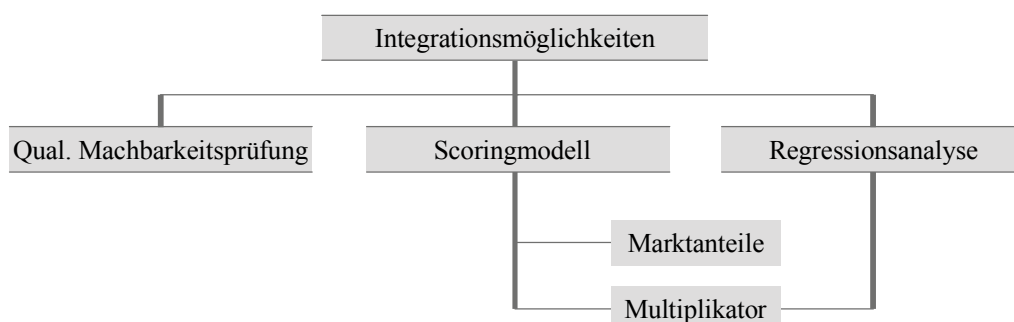 Integrationsmöglichkeiten
Qual. Machbarkeitsprüfung
Scoringmodell
Regressionsanalyse
Marktanteile
Multiplikator